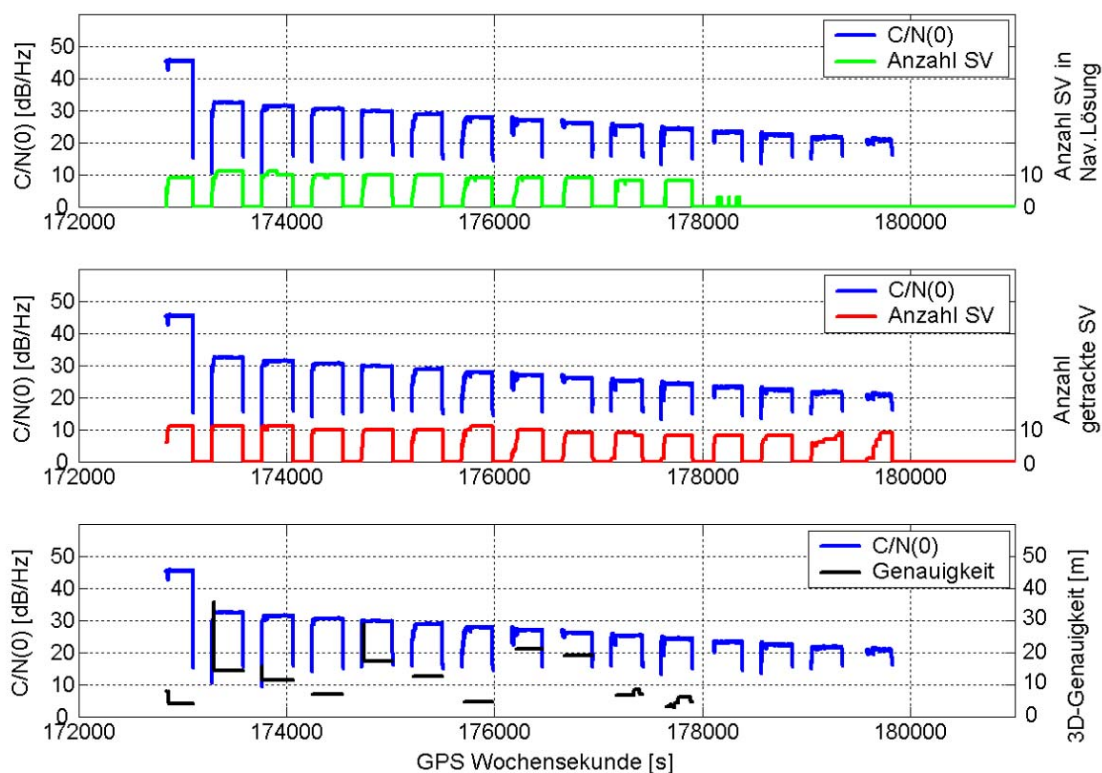 C/N(0)
Anzahl SV
C/N(0) [dB/Hz]
50
40
30
20
10
0
10
0
Anzahl SV in
Nav.Lösung
172000 174000 176000 178000 180000
C/N(0)
Anzahl SV
C/N(0) [dB/Hz]
50
40
30
20
10
0
10
0
Anzahl
getrackte SV
172000 174000 176000 178000 180000
C/N(0)
Genauigkeit
C/N(0) [dB/Hz]
50
40
30
20
10
0
50
40
30
20
10
0
3D-Genauigkeit [m]
172000 174000 176000 178000 180000
GPS Wochensekunde [s]